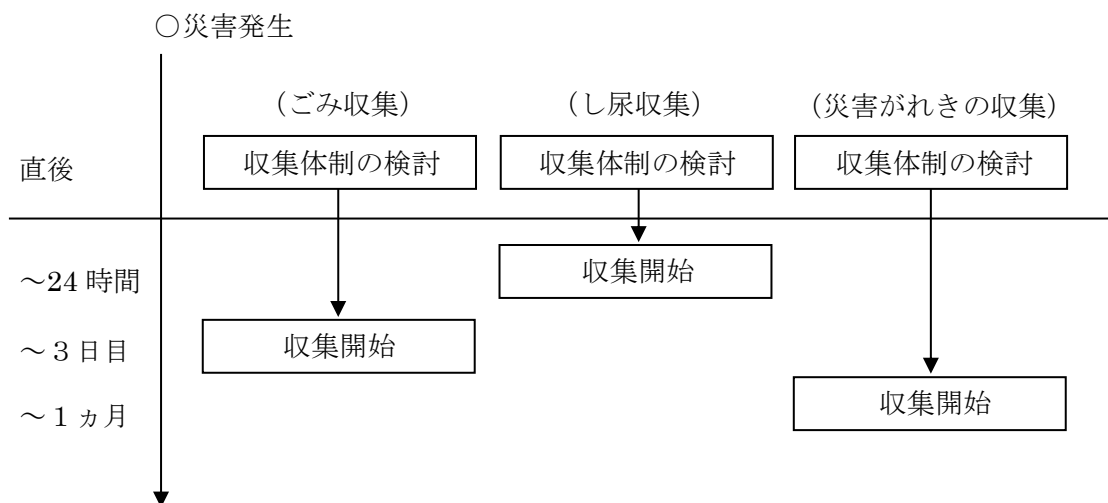 ○災害発生
（ごみ収集）
（し尿収集）
（災害がれきの収集）
直後
収集体制の検討
収集体制の検討
収集体制の検討
～24 時間
収集開始
～３日目
収集開始
～１ヵ月
収集開始